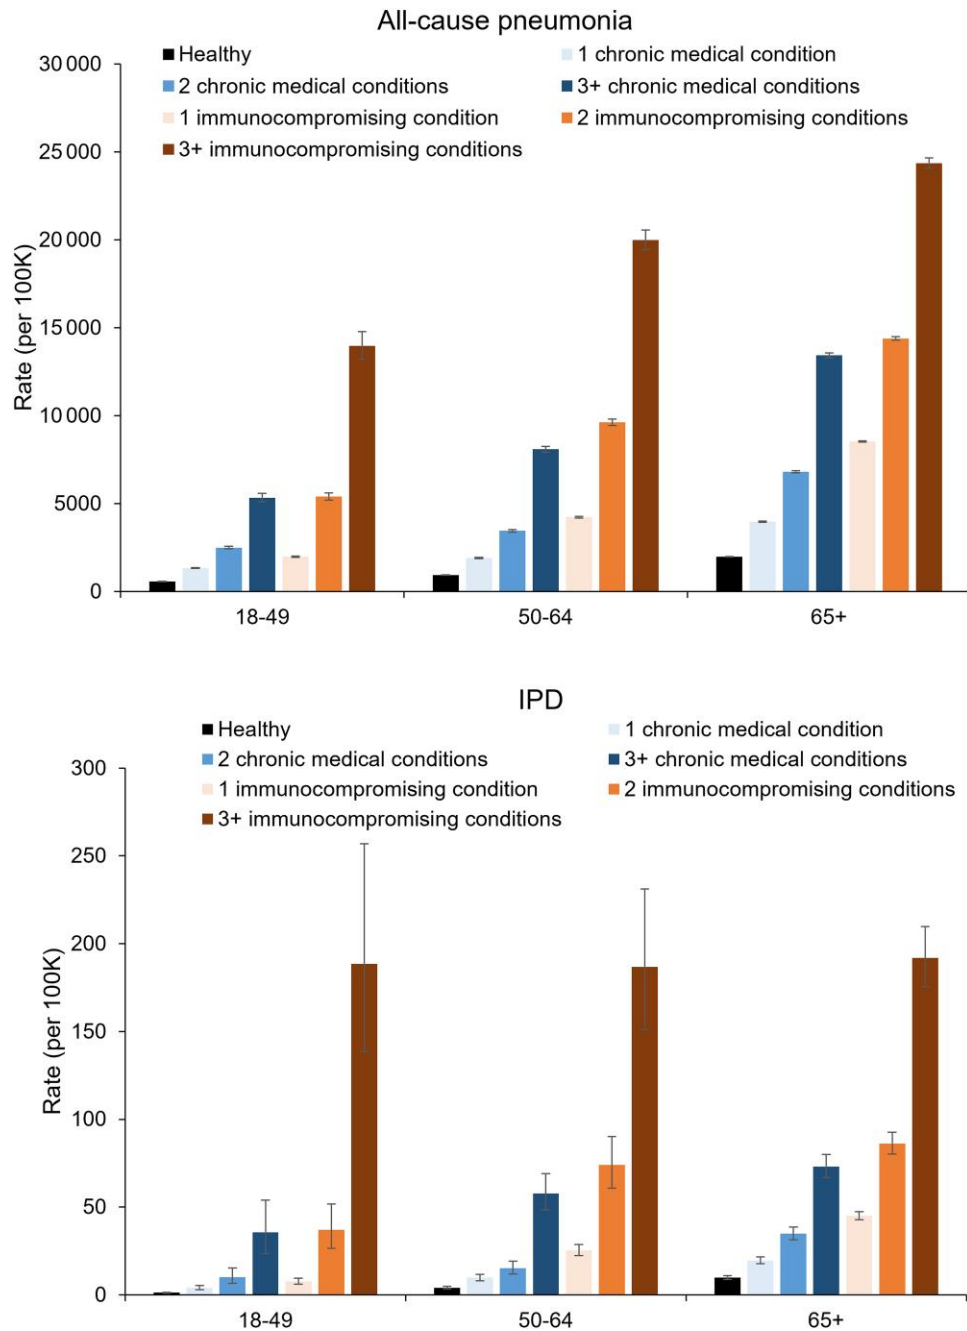 All-cause pneumonia
Healthy
1 chronic medical condition
2 chronic medical conditions
3+ chronic medical conditions
1 immunocompromising condition
2 immunocompromising conditions
3+ immunocompromising conditions
Rate (per 100K)
30 000
25 000
20 000
15 000
10 000
5000
0
18-49
50-64
65+
IPD
Healthy
1 chronic medical condition
2 chronic medical conditions
3+ chronic medical conditions
1 immunocompromising condition
2 immunocompromising conditions
3+ immunocompromising conditions
Rate (per 100K)
300
250
200
150
100
50
0
18-49
50-64
65+